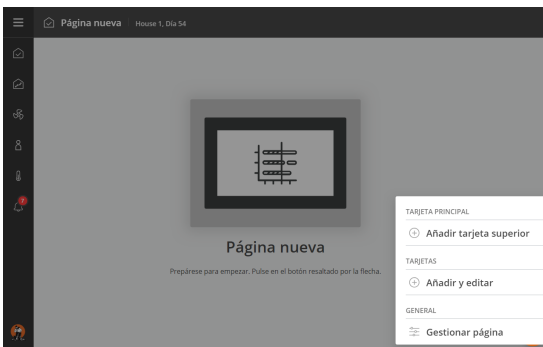 Página nueva
House 1, Día 54
7
Página nueva
Prepárese para empezar. Pulse en el botón resaltado por la flecha.
TARJETA PRINCIPAL
Añadir tarjeta superior
TARJETAS
Añadir y editar
GENERAL
Gestionar página